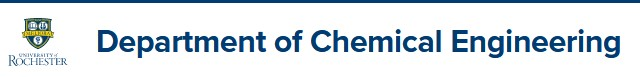 UNIVERSITY of
ROCHESTER
Department of Chemical Engineering